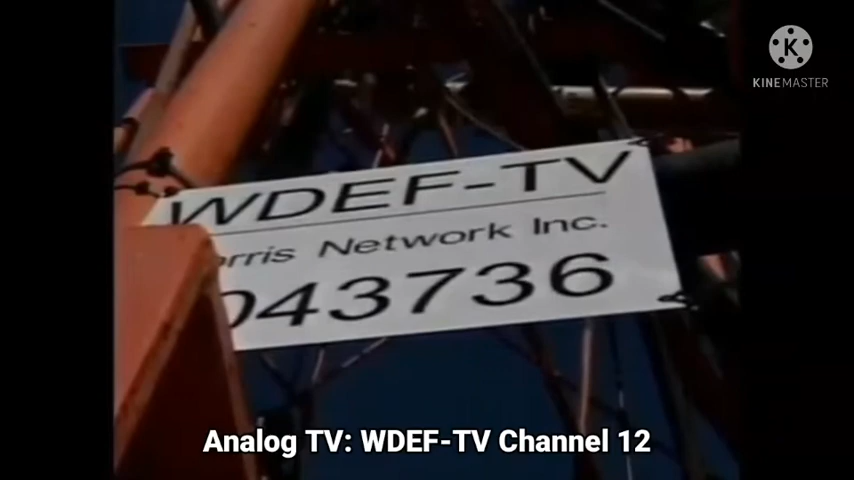 K
KINEMASTER
WDEF-TV
rris Network Inc.
043736
Analog TV: WDEF-TV Channel 12